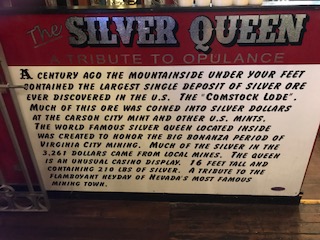 The SILVER QUEEN
A TRIBUTE TO OPULANCE
A CENTURY AGO THE MOUNTAINSIDE UNDER YOUR FEET
CONTAINED THE LARGEST SINGLE DEPOSIT OF SILVER ORE
EVER DISCOVERED IN THE U.S. THE "COMSTOCK LODE".
MUCH OF THIS ORE WAS COINED INTO SILVER DOLLARS
AT THE CARSON CITY MINT AND OTHER U.S. MINTS.
THE WORLD FAMOUS SILVER QUEEN LOCATED INSIDE
WAS CREATED TO HONOR THE BIG BONANZA PERIOD OF
VIRGINIA CITY MINING. MUCH OF THE SILVER IN THE
3,261 DOLLARS CAME FROM LOCAL MINES. THE QUEEN
IS AN UNUSUAL CASINO DISPLAY. 16 FEET TALL AND
CONTAINING 210 LBS OF SILVER. A TRIBUTE TO THE
FLAMBOYANT HEYDAY OF NEVADA'S MOST FAMOUS
MINING TOWN.